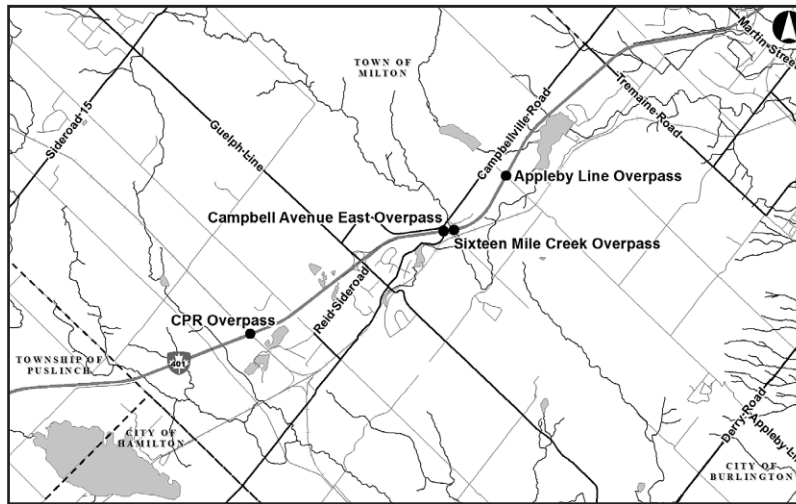 Martin Street
TOWN OF
MILTON
Tremaine Road
Sideroad 15
Guelph Line
Campbellville Road
Appleby Line Overpass
Campbell Avenue East Overpass
Sixteen Mile Creek Overpass
Reid Sideroad
CPR Overpass
TOWNSHIP OF
PUSLINCH
401
CITY OF
HAMILTON
Derry Road
Appleby Li
CITY OF
BURLINGTON